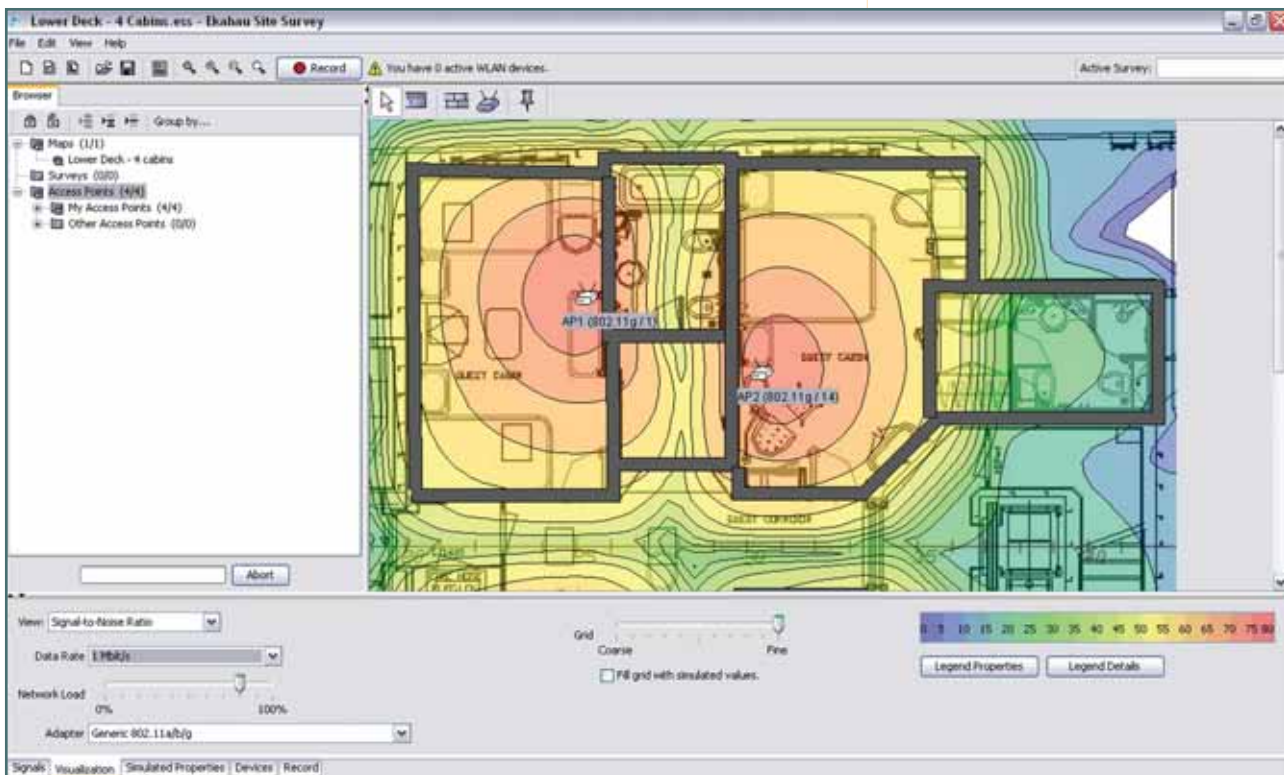 Lower Deck - 4 Cabins.ess - Ekahau Site Survey
File Edit View Help
Record
You have 0 active WLAN devices.
Active Survey:
Browser
Group by...
Maps (1/1)
Lower Deck - 4 cabins
Surveys (0/0)
Access Points (4/4)
My Access Points (4/4)
Other Access Points (0/0)
AP1 (802.11g / 1)
GUEST CABIN
GUEST CABIN
AP2 (802.11g / 14)
GUEST CORRIDOR
Abort
View: Signal-to-Noise Ratio
Data Rate 1 Mbit/s
Network Load
0% 100%
Adapter Generic 802.11a/b/g
Grid
Coarse Fine
Fill grid with simulated values.
0 5 10 15 20 25 30 35 40 45 50 55 60 65 70 75 80
Legend Properties Legend Details
Signals Visualization Simulated Properties Devices Record